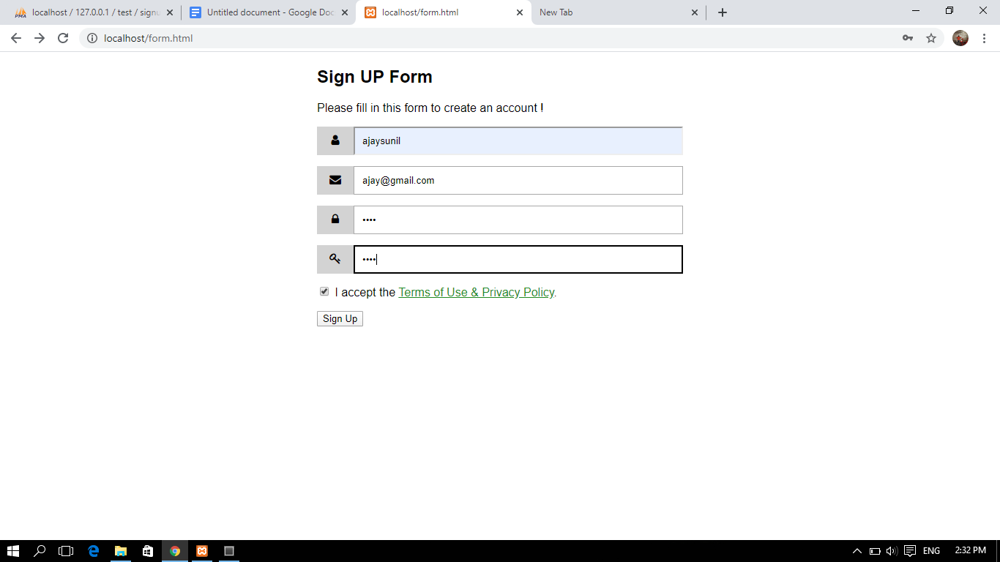 PMA localhost / 127.0.0.1 / test / signu
Untitled document - Google Doc
localhost/form.html
New Tab
localhost/form.html
Sign UP Form
Please fill in this form to create an account !
ajaysunil
ajay@gmail.com
••••
••••
I accept the Terms of Use & Privacy Policy.
Sign Up
ENG
2:32 PM